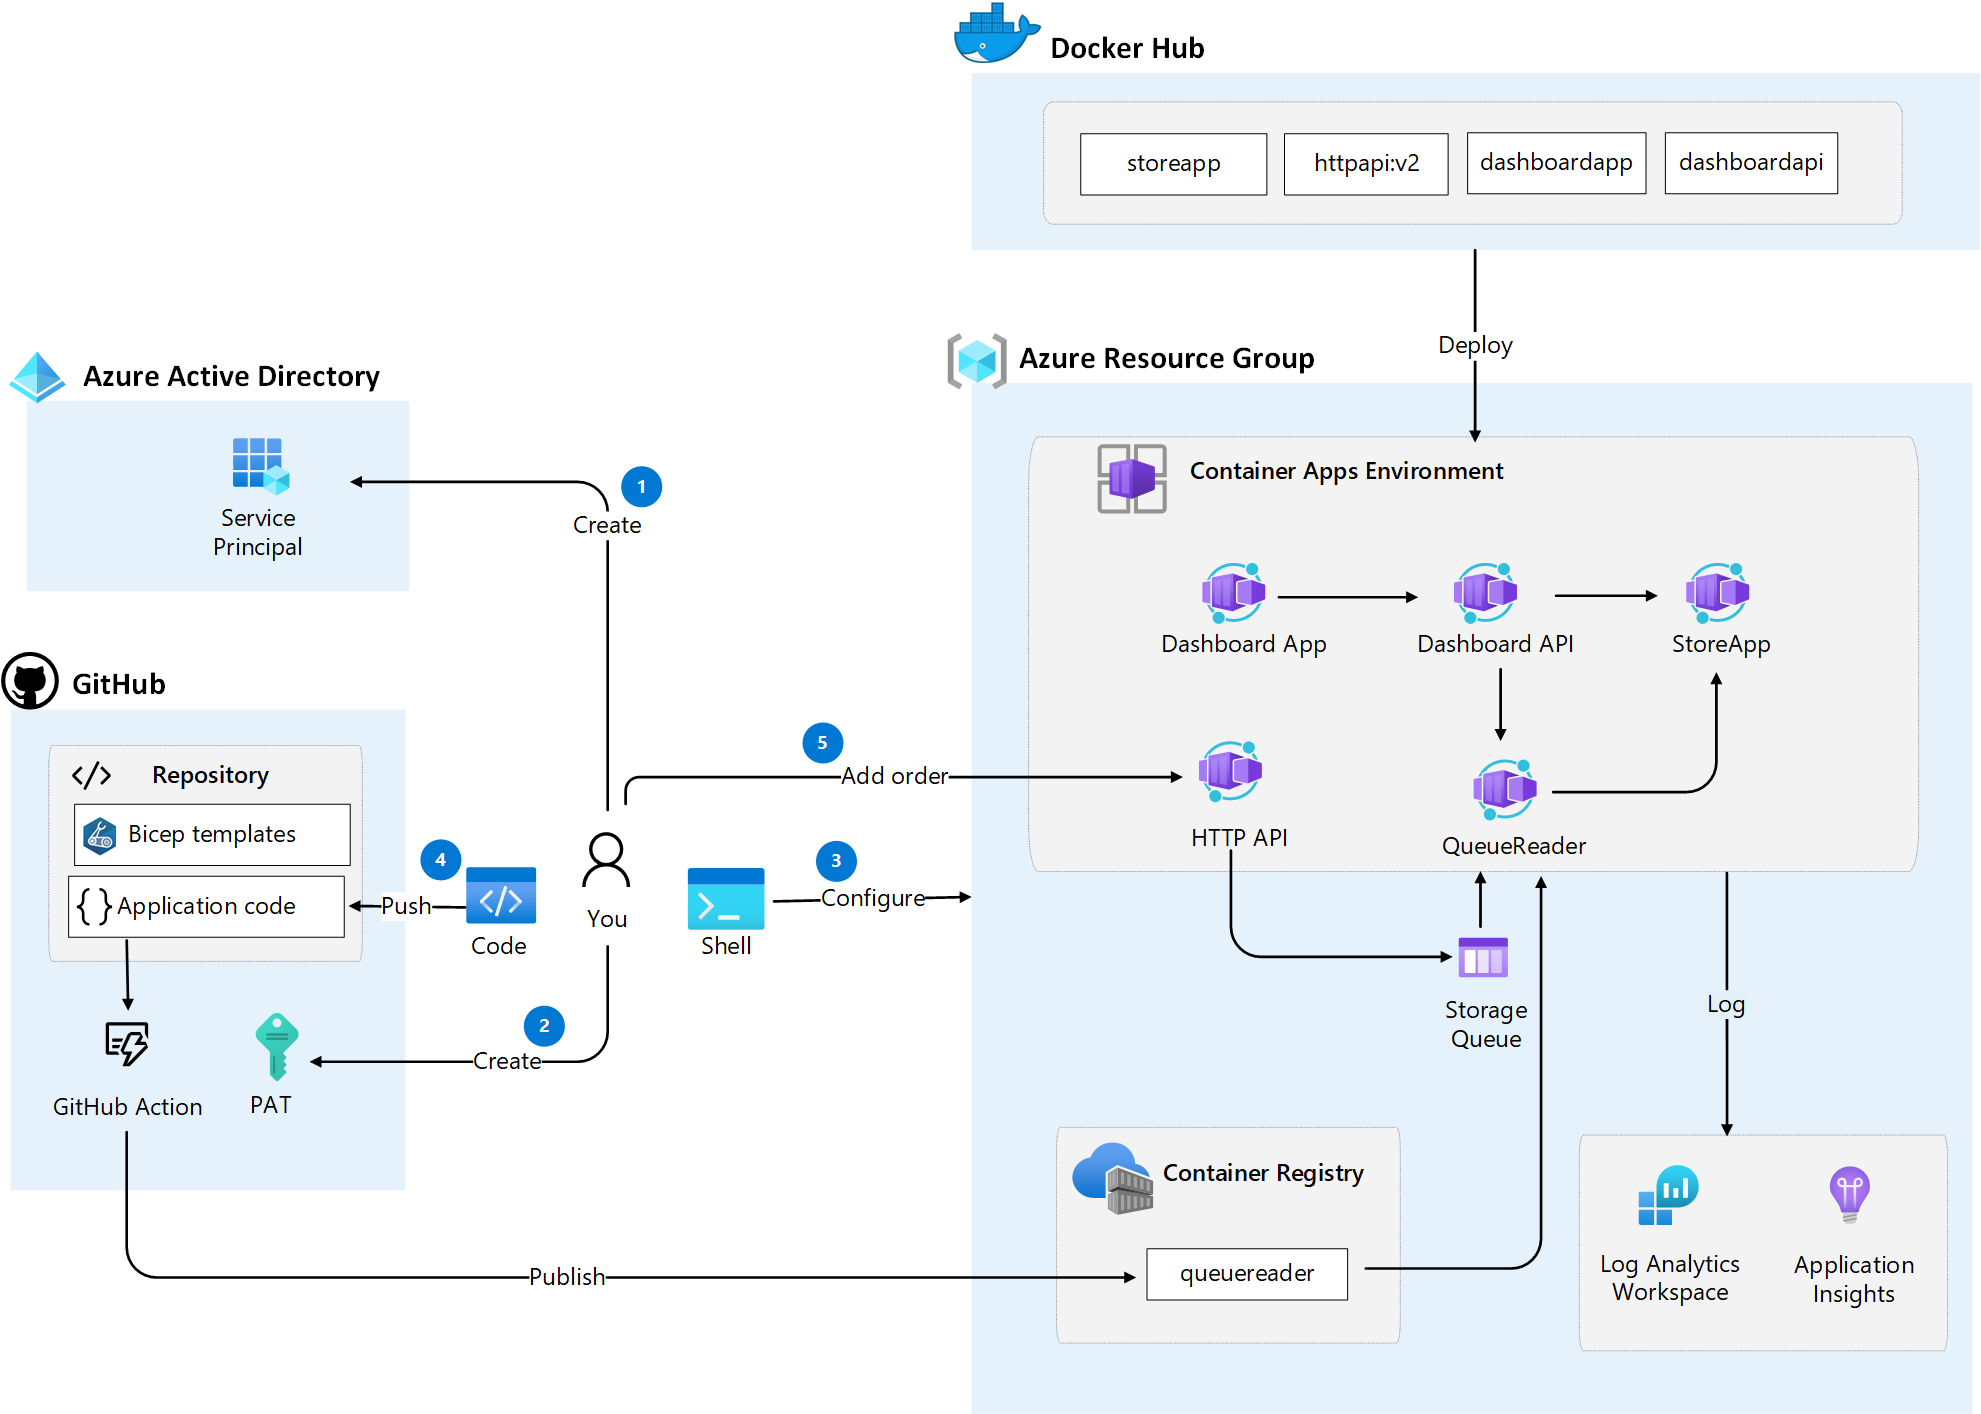 Docker Hub
storeapp
httpapi:v2
dashboardapp
dashboardapi
Deploy
Azure Active Directory
Service
Principal
1
Create
GitHub
</>
Repository
Bicep templates
{ } Application code
4
Push
</>
Code
You
GitHub Action
PAT
2
Create
5
Add order
3
Configure
>_
Shell
Publish
Azure Resource Group
Container Apps Environment
Dashboard App
Dashboard API
StoreApp
HTTP API
QueueReader
Storage
Queue
Log
Container Registry
queuereader
Log Analytics
Workspace
Application
Insights